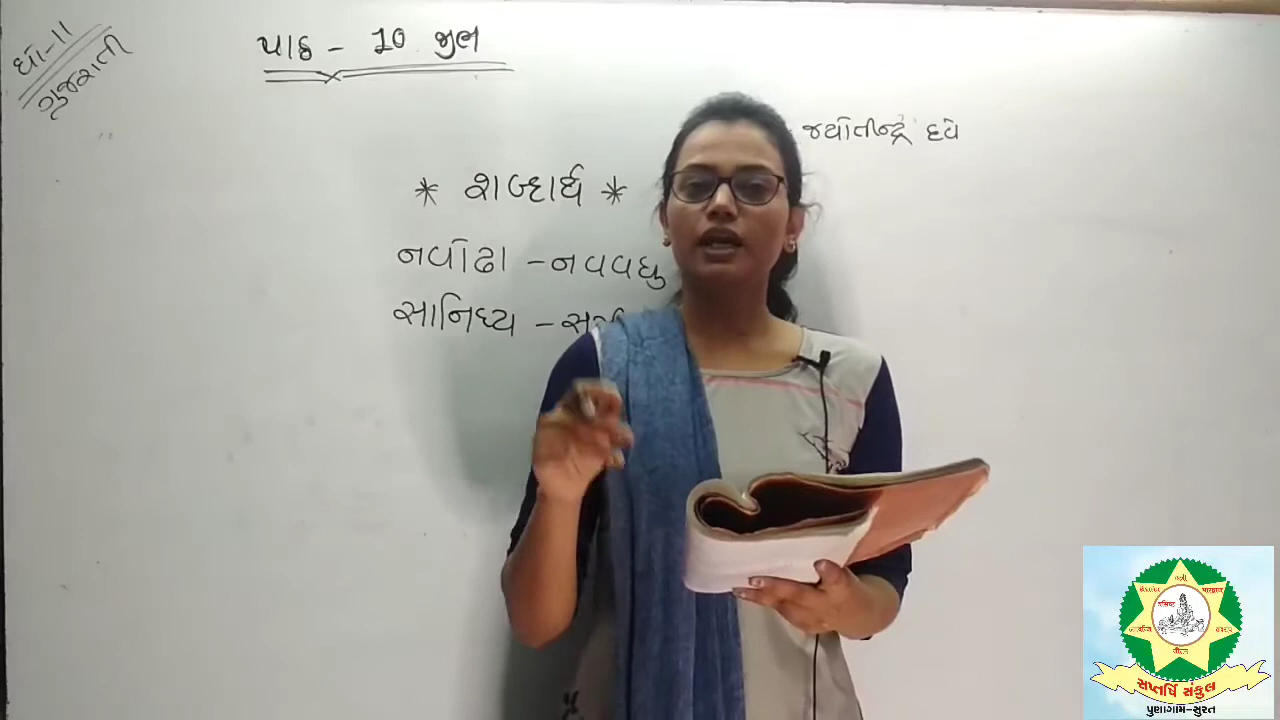 ધો-11
ગુજરાતી
પાઠ - 10 જીભ
જ્યોતીન્દ્ર દવે
* શબ્દાર્થ *
નવોઢા - નવવધુ
સાનિધ્ય -
સપ્તર્ષિ સંકુલ
પુણાગામ-સુરત